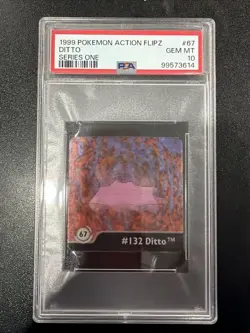 1999 POKEMON ACTION FLIPZ #67
DITTO GEM MT
SERIES ONE 10
PSA 99573614
67
#132 Ditto™